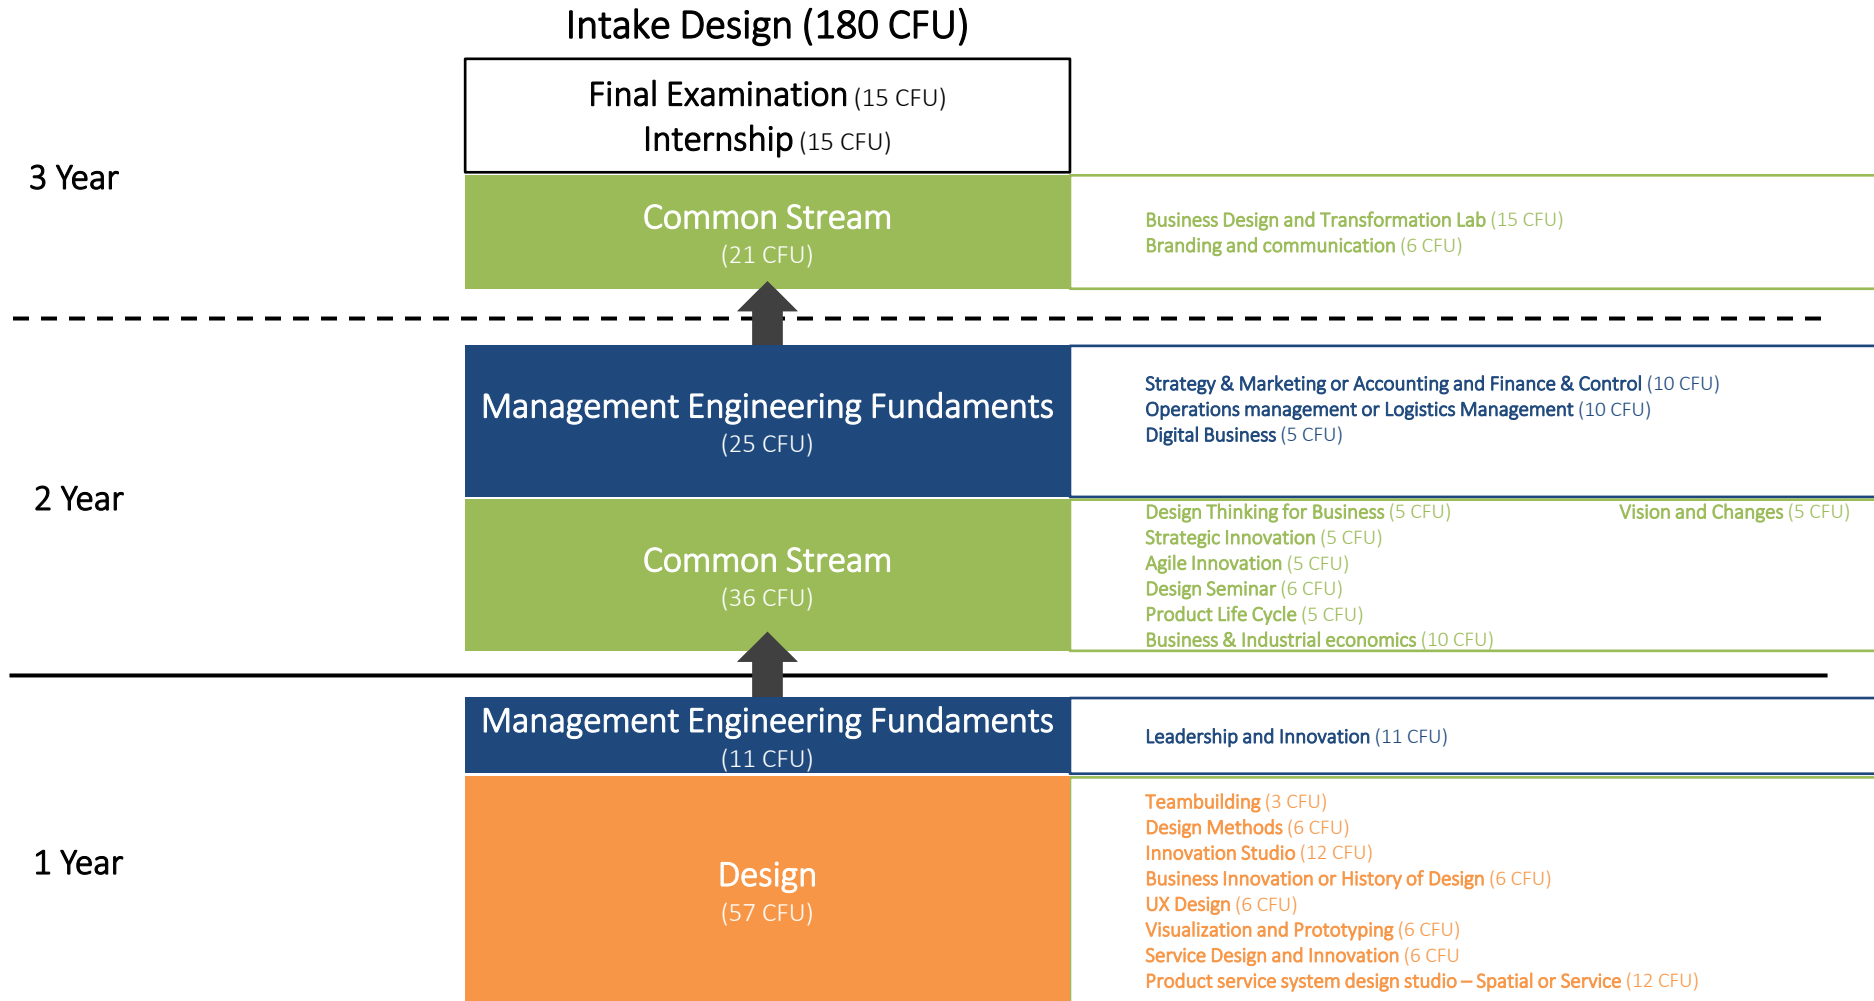 Intake Design (180 CFU)
Final Examination (15 CFU)
Internship (15 CFU)
3 Year
Common Stream
(21 CFU)
Business Design and Transformation Lab (15 CFU)
Branding and communication (6 CFU)
Management Engineering Fundaments
(25 CFU)
Strategy & Marketing or Accounting and Finance & Control (10 CFU)
Operations management or Logistics Management (10 CFU)
Digital Business (5 CFU)
2 Year
Common Stream
(36 CFU)
Design Thinking for Business (5 CFU)
Strategic Innovation (5 CFU)
Agile Innovation (5 CFU)
Design Seminar (6 CFU)
Product Life Cycle (5 CFU)
Business & Industrial economics (10 CFU)
Vision and Changes (5 CFU)
Management Engineering Fundaments
(11 CFU)
Leadership and Innovation (11 CFU)
1 Year
Design
(57 CFU)
Teambuilding (3 CFU)
Design Methods (6 CFU)
Innovation Studio (12 CFU)
Business Innovation or History of Design (6 CFU)
UX Design (6 CFU)
Visualization and Prototyping (6 CFU)
Service Design and Innovation (6 CFU
Product service system design studio – Spatial or Service (12 CFU)